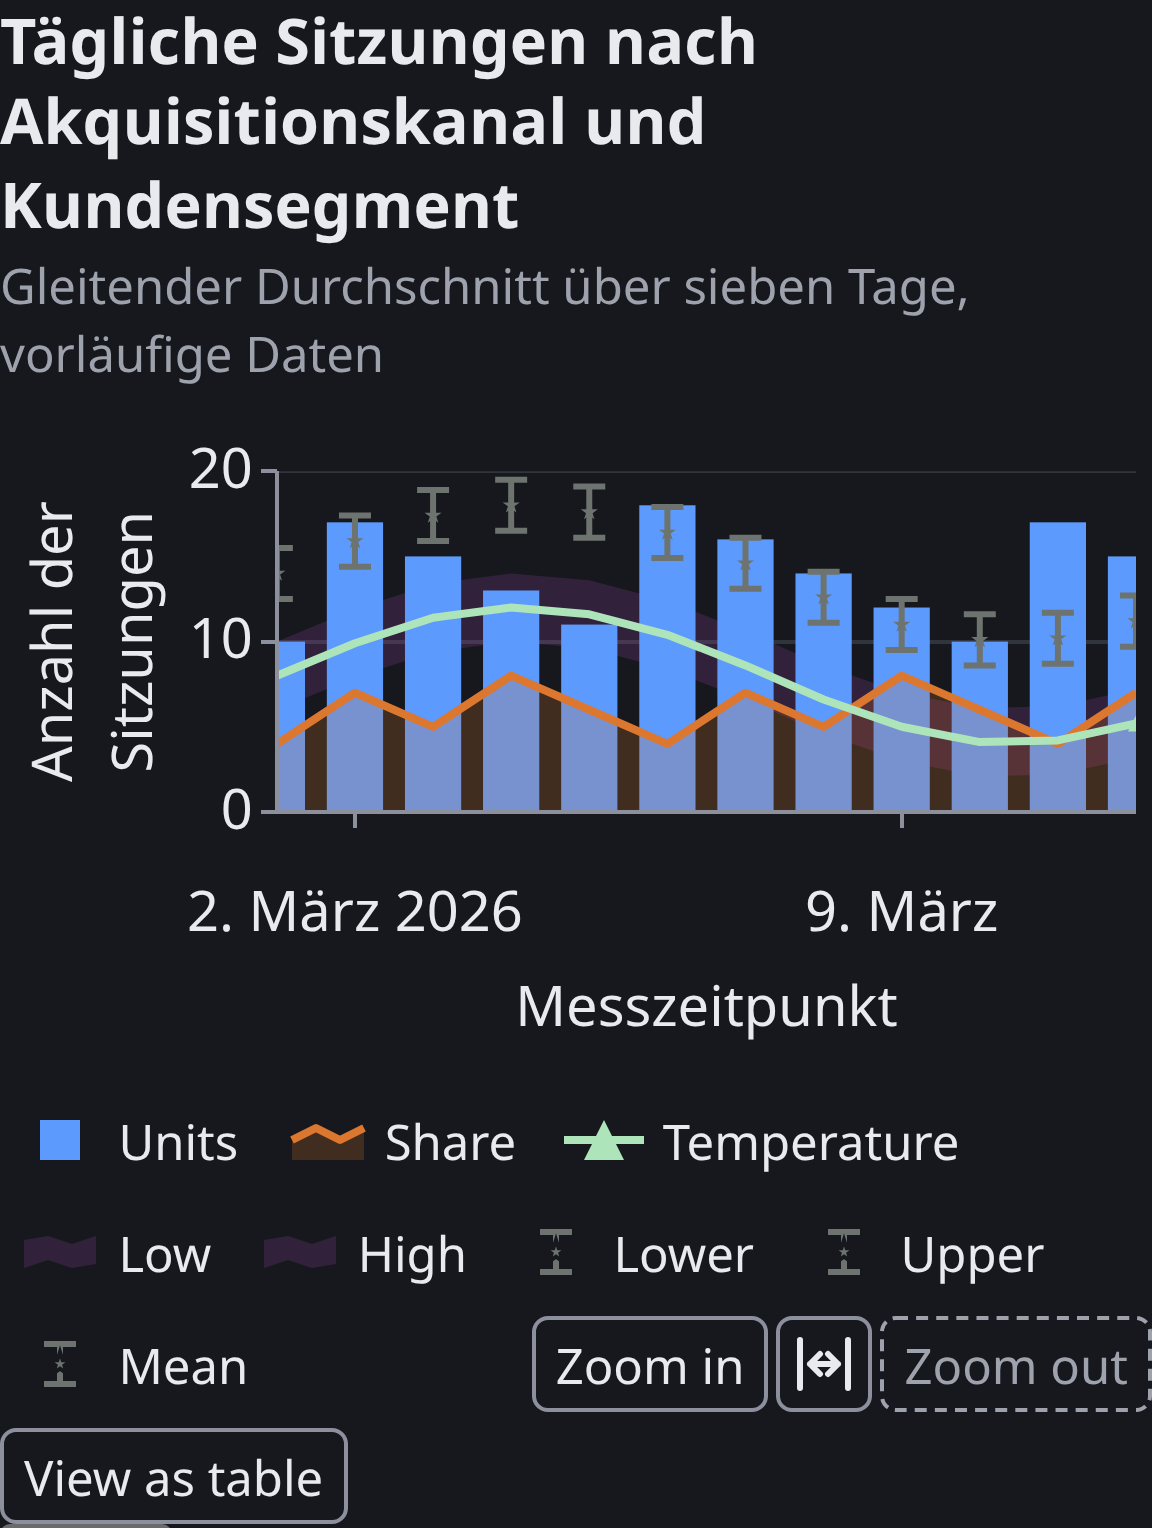 Tägliche Sitzungen nach
Akquisitionskanal und
Kundensegment
Gleitender Durchschnitt über sieben Tage,
vorläufige Daten
Anzahl der
Sitzungen
20
10
0
2. März 2026
9. März
Messzeitpunkt
Units
Share
Temperature
Low
High
Lower
Upper
Mean
Zoom in
Zoom out
View as table